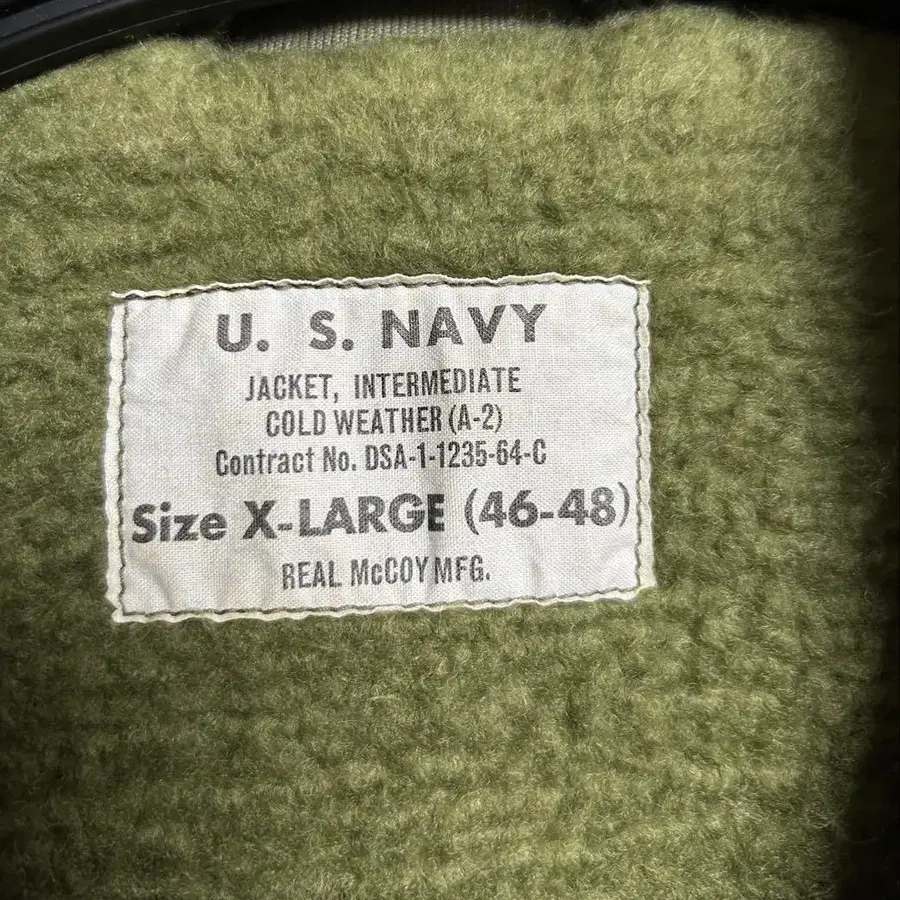 U. S. NAVY
JACKET, INTERMEDIATE
COLD WEATHER (A-2)
Contract No. DSA-1-1235-64-C
Size X-LARGE (46-48)
REAL McCOY MFG.